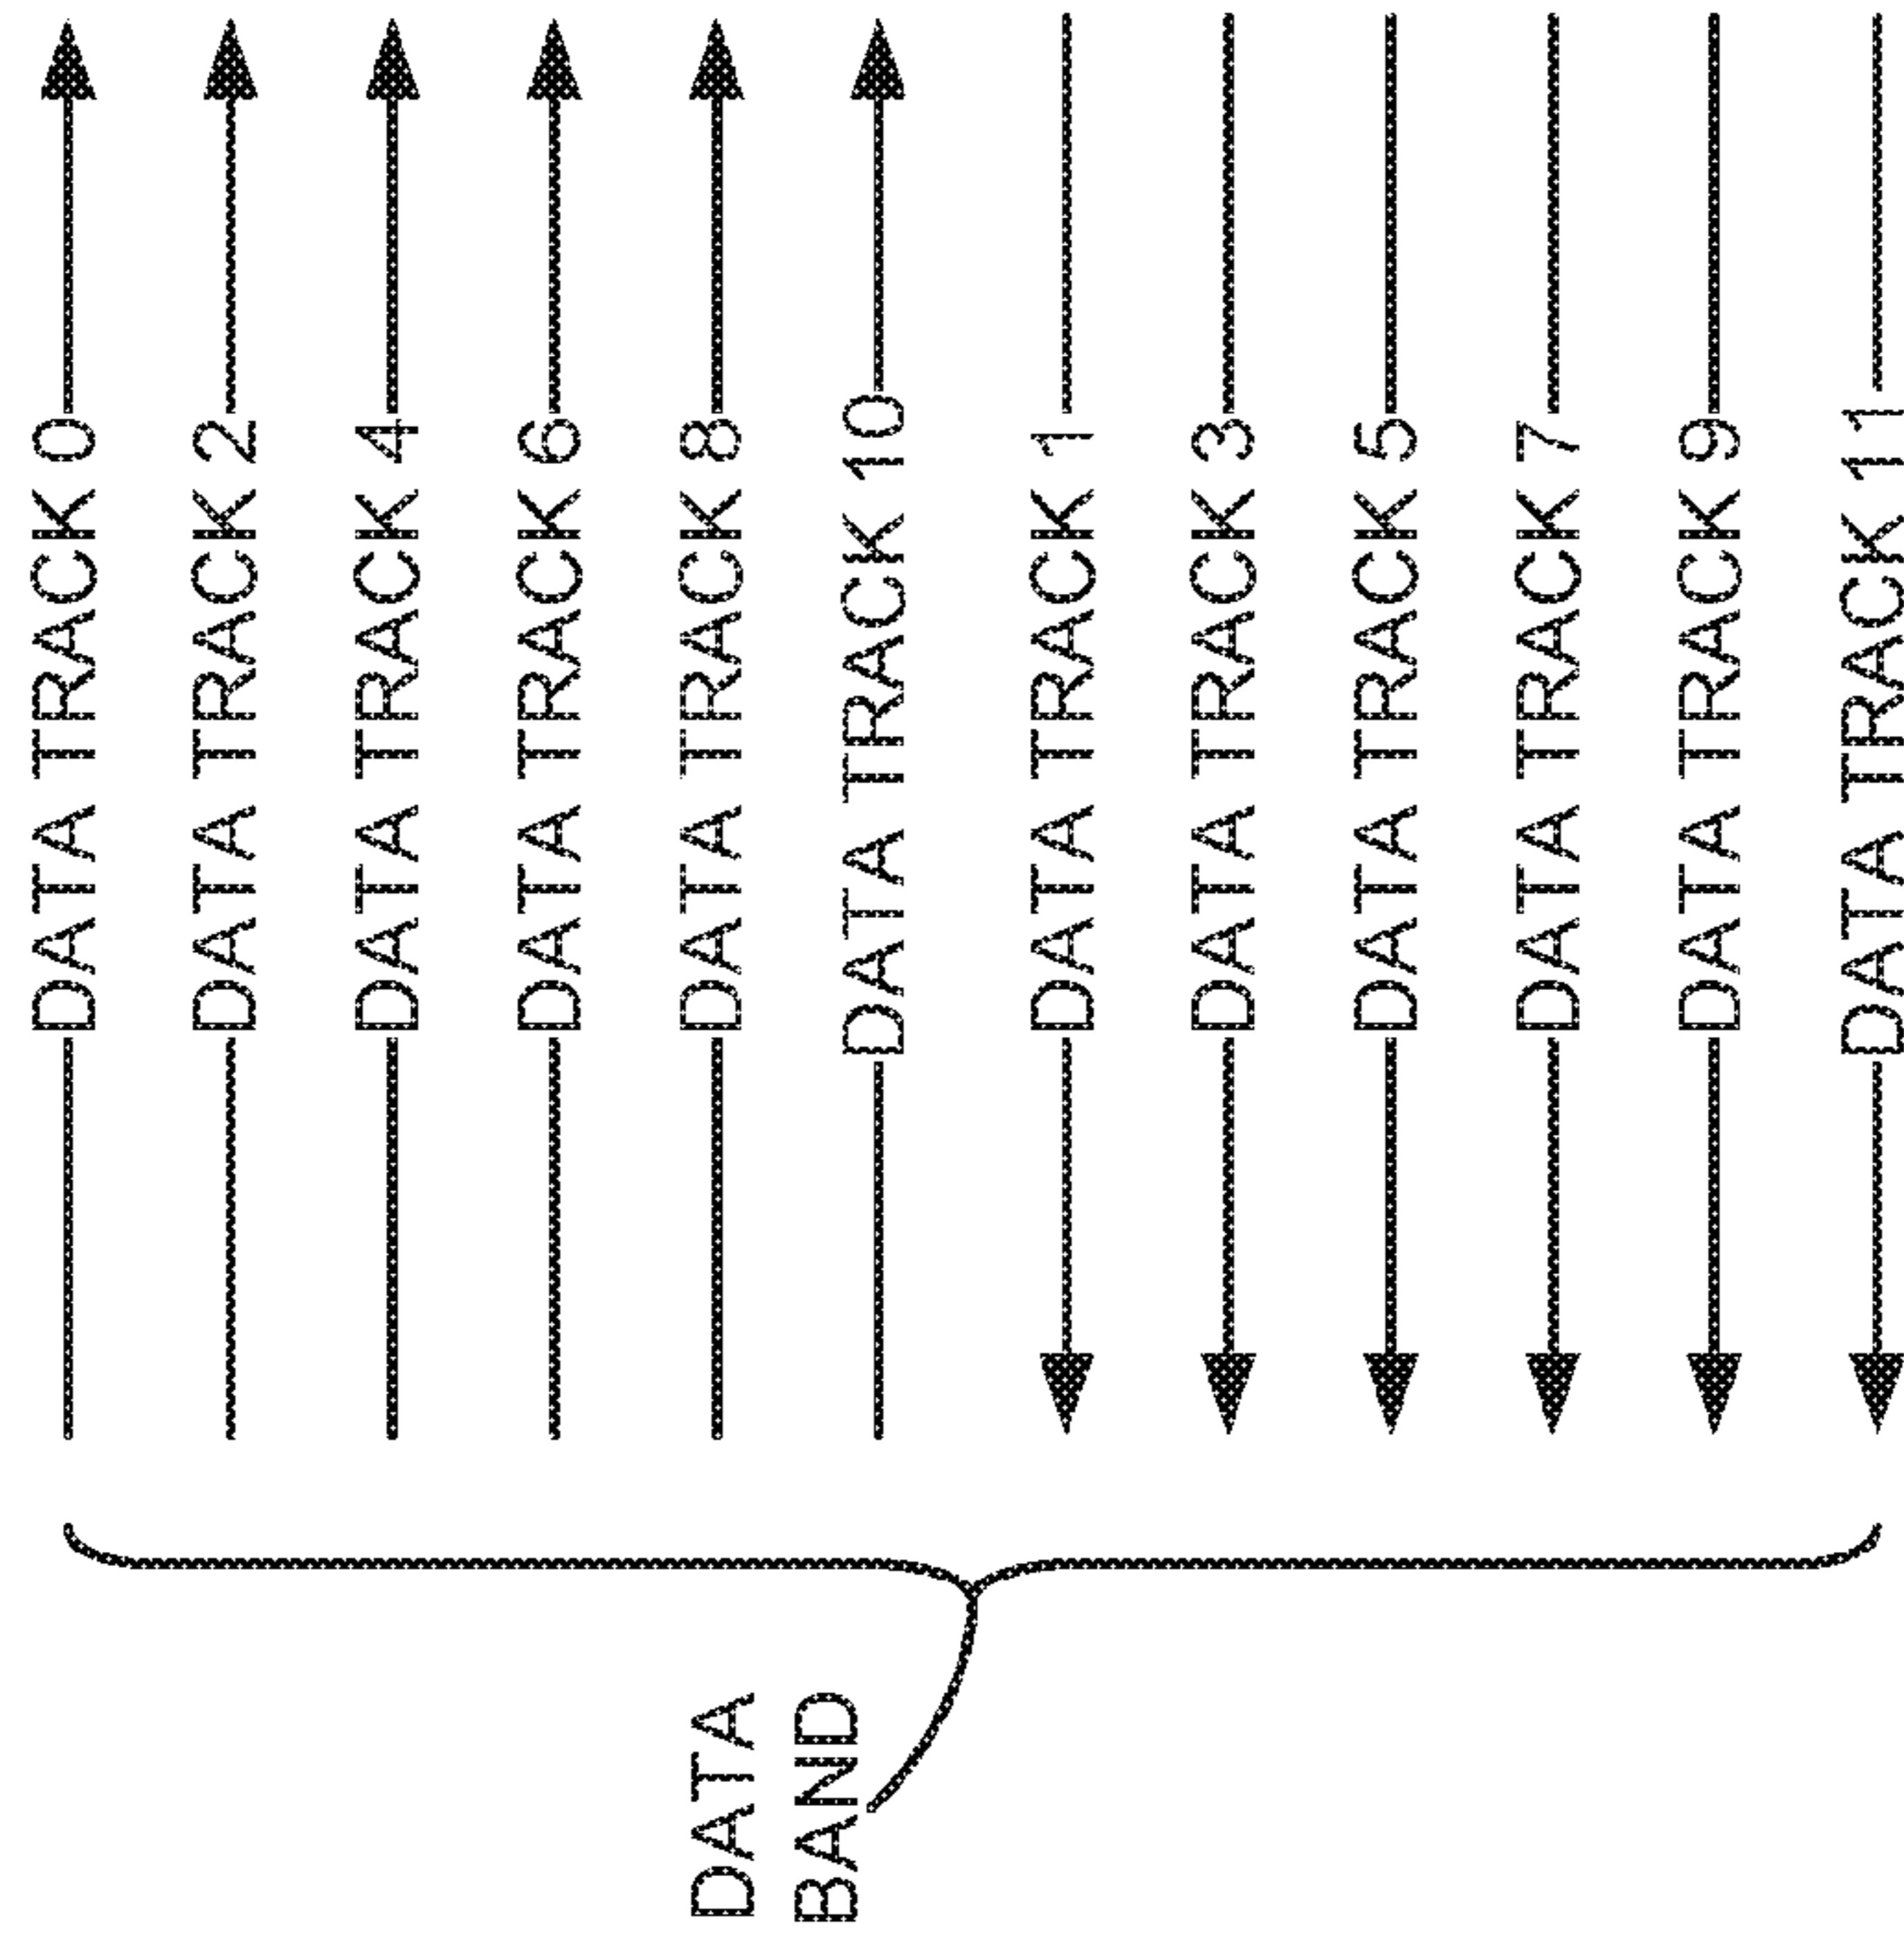 DATA TRACK 0
DATA TRACK 2
DATA TRACK 4
DATA TRACK 6
DATA TRACK 8
DATA TRACK 10
DATA TRACK 1
DATA TRACK 3
DATA TRACK 5
DATA TRACK 7
DATA TRACK 9
DATA TRACK 11
DATA
BAND